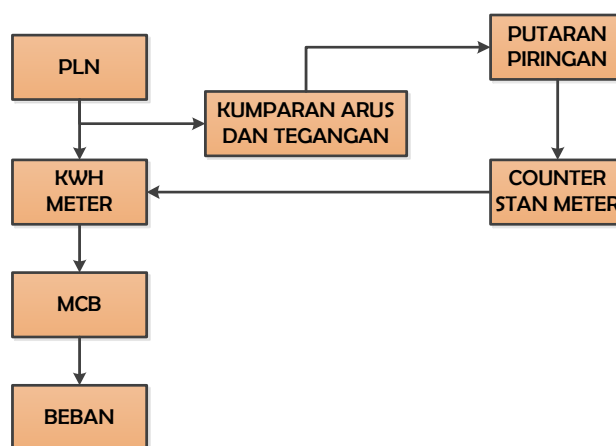 PLN
PUTARAN
PIRINGAN
KUMPARAN ARUS
DAN TEGANGAN
KWH
METER
COUNTER
STAN METER
MCB
BEBAN